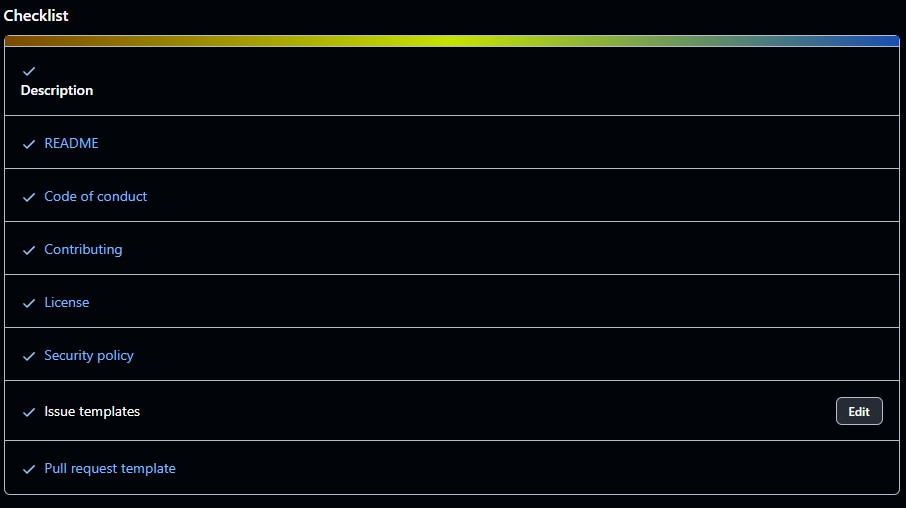 Checklist
Description
README
Code of conduct
Contributing
License
Security policy
Issue templates
Edit
Pull request template